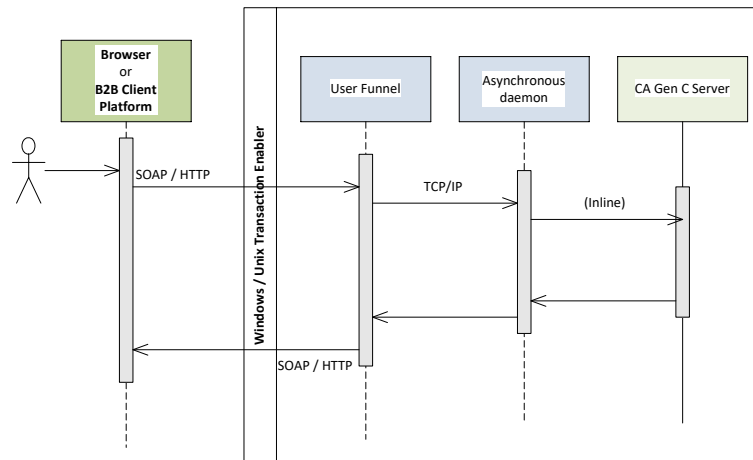 Browser
or
B2B Client
Platform
User Funnel
Asynchronous
daemon
CA Gen C Server
SOAP / HTTP
TCP/IP
(Inline)
Windows / Unix Transaction Enabler
SOAP / HTTP